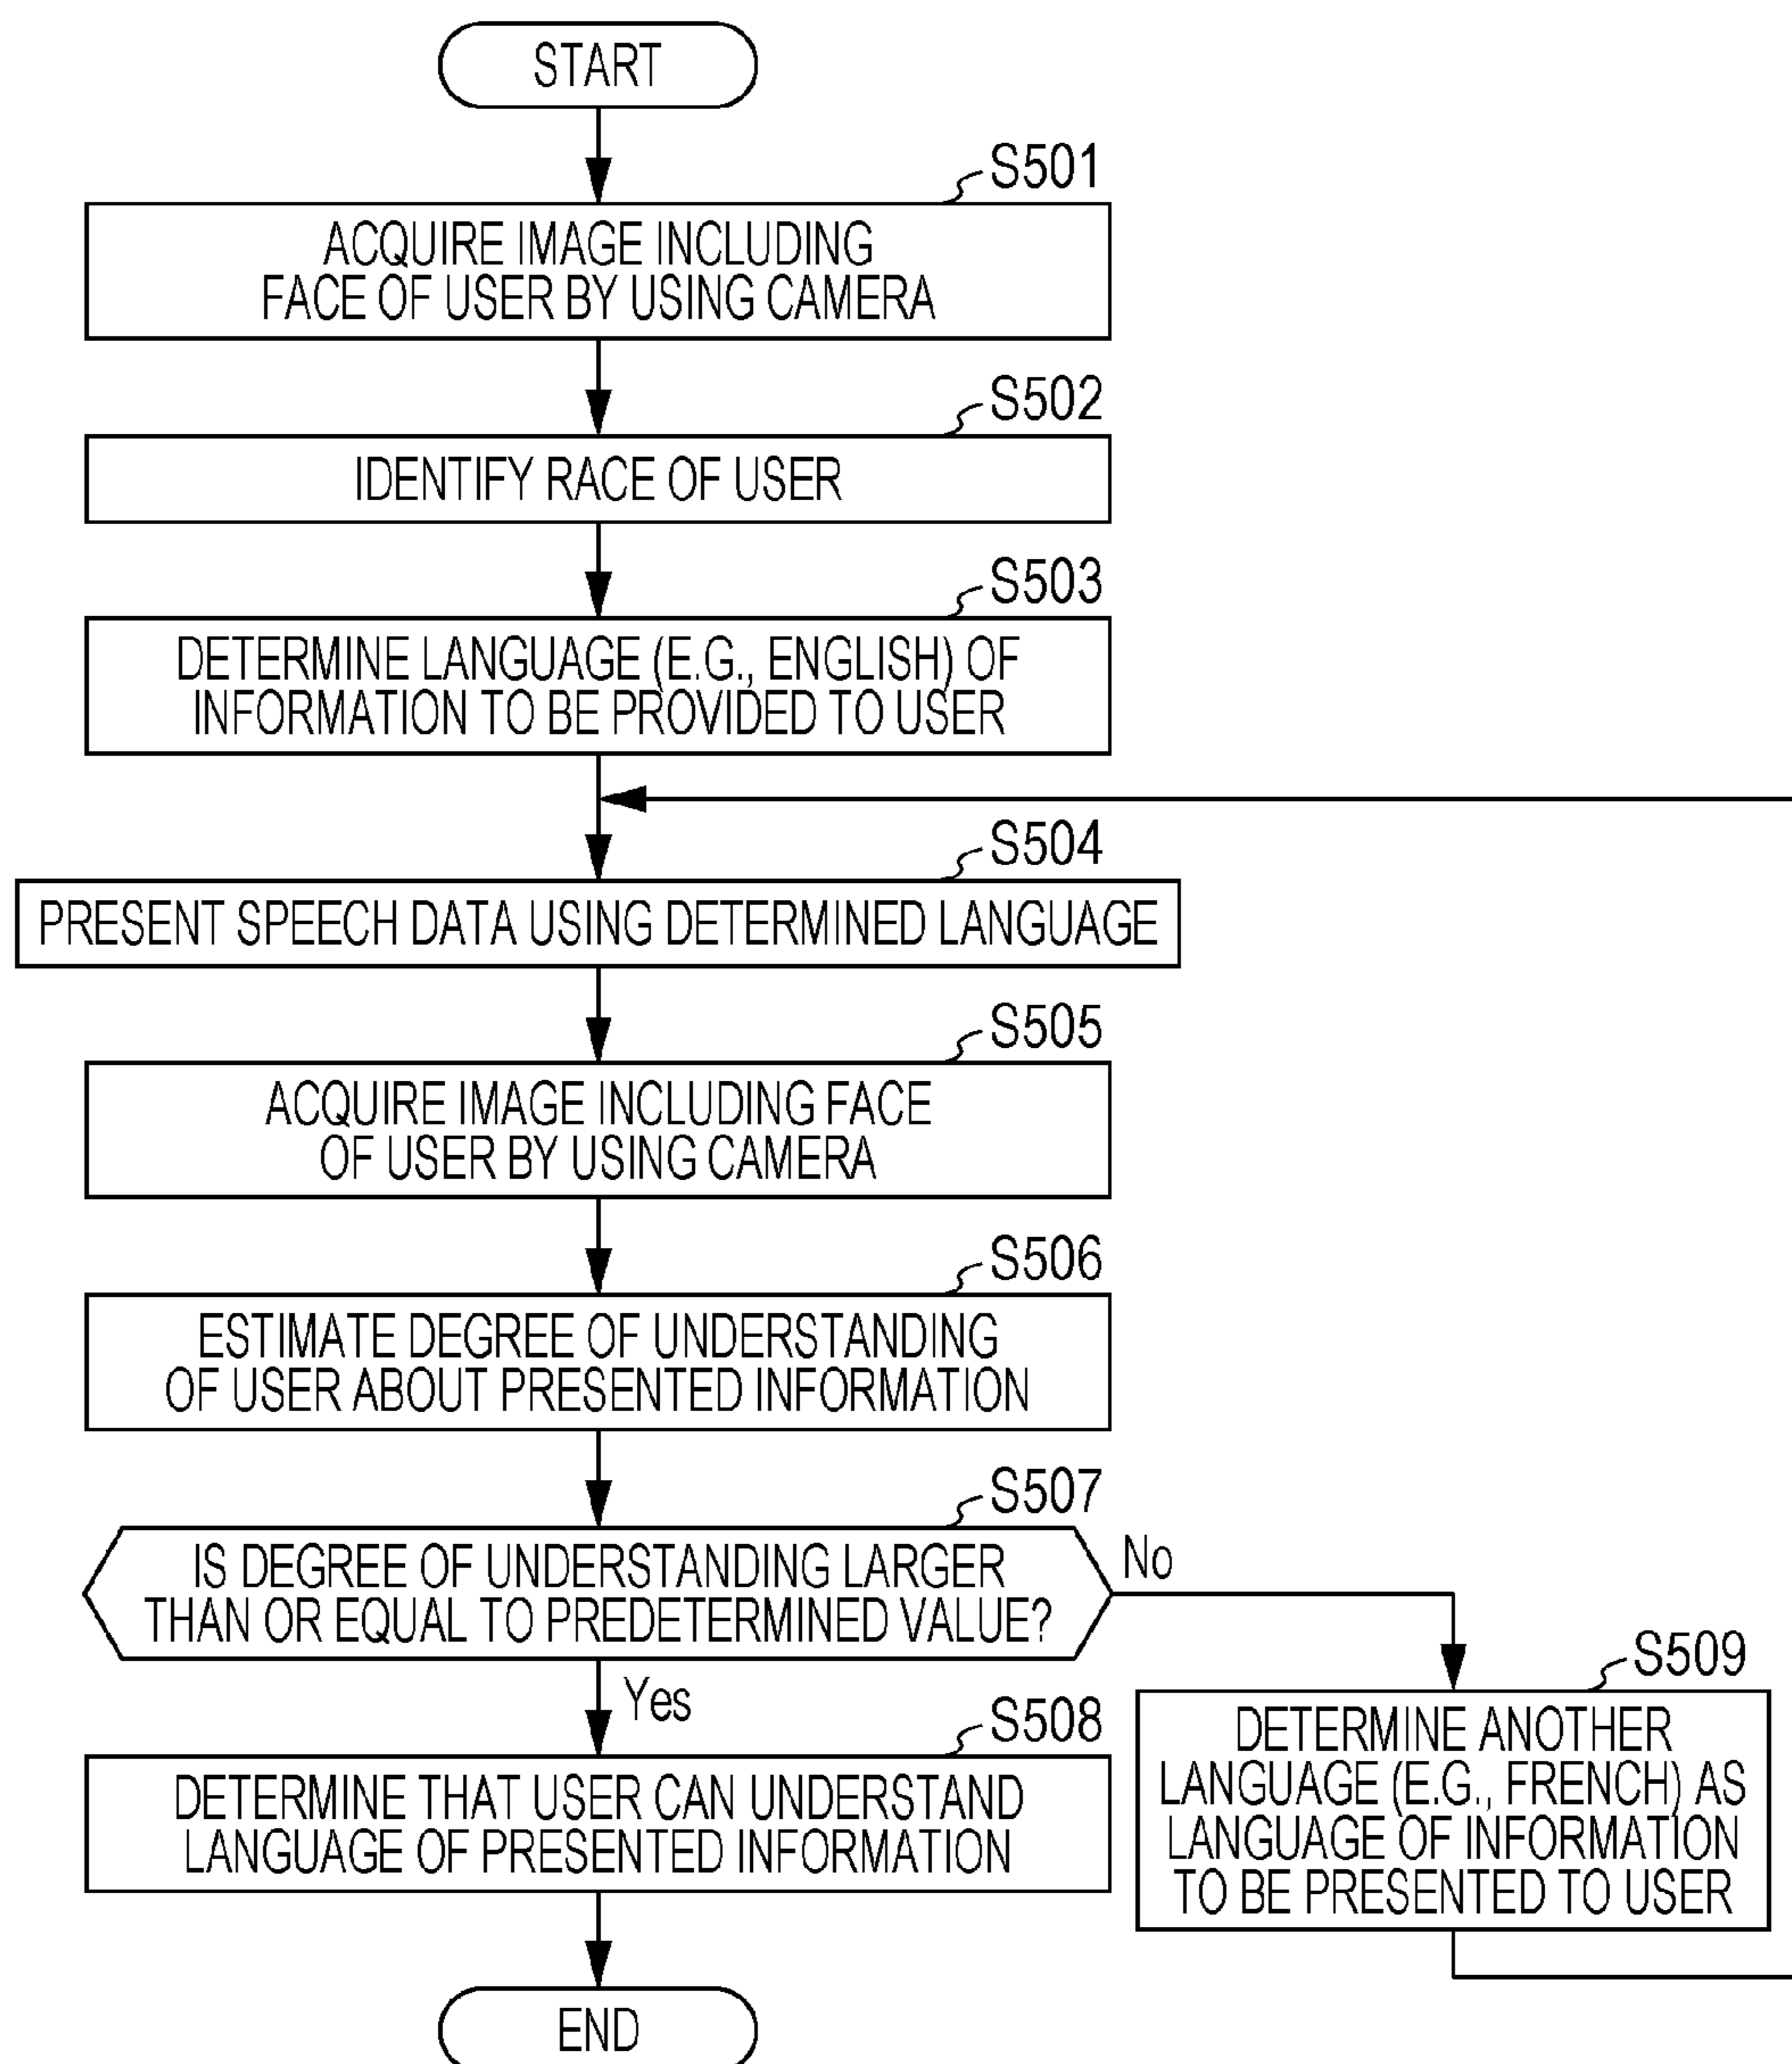 START
S501
ACQUIRE IMAGE INCLUDING
FACE OF USER BY USING CAMERA
S502
IDENTIFY RACE OF USER
S503
DETERMINE LANGUAGE (E.G., ENGLISH) OF
INFORMATION TO BE PROVIDED TO USER
S504
PRESENT SPEECH DATA USING DETERMINED LANGUAGE
S505
ACQUIRE IMAGE INCLUDING FACE
OF USER BY USING CAMERA
S506
ESTIMATE DEGREE OF UNDERSTANDING
OF USER ABOUT PRESENTED INFORMATION
S507
IS DEGREE OF UNDERSTANDING LARGER
THAN OR EQUAL TO PREDETERMINED VALUE?
No
Yes
S508
DETERMINE THAT USER CAN UNDERSTAND
LANGUAGE OF PRESENTED INFORMATION
S509
DETERMINE ANOTHER
LANGUAGE (E.G., FRENCH) AS
LANGUAGE OF INFORMATION
TO BE PRESENTED TO USER
END